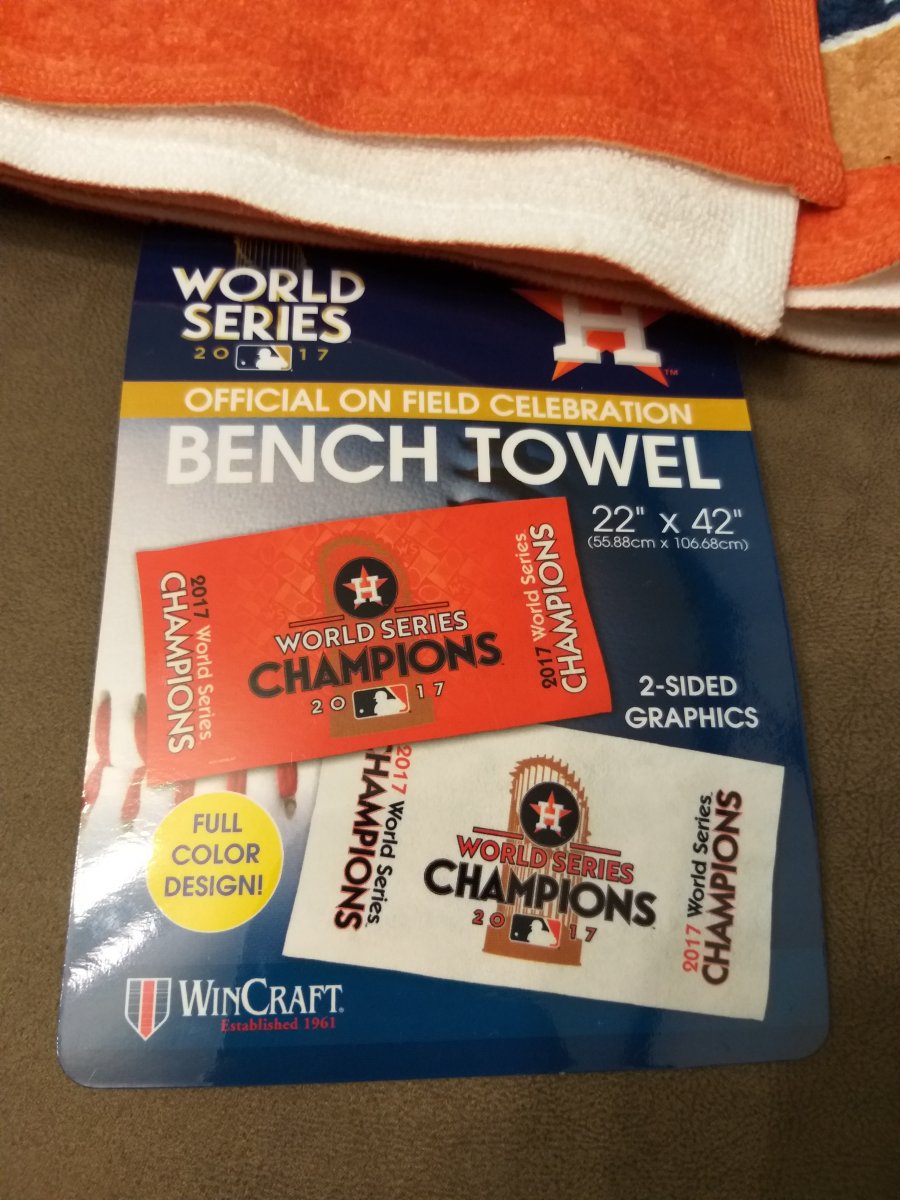 WORLD
SERIES
20 17
H
TM
OFFICIAL ON FIELD CELEBRATION
BENCH TOWEL
22" x 42"
(55.88cm x 106.68cm)
2017 World Series
CHAMPIONS
H
WORLD SERIES
CHAMPIONS
20 17
2017 World Series
CHAMPIONS
2-SIDED
GRAPHICS
2017 World Series
CHAMPIONS
H
WORLD SERIES
CHAMPIONS
20 17
2017 World Series
CHAMPIONS
FULL
COLOR
DESIGN!
WINCRAFT®
Established 1961